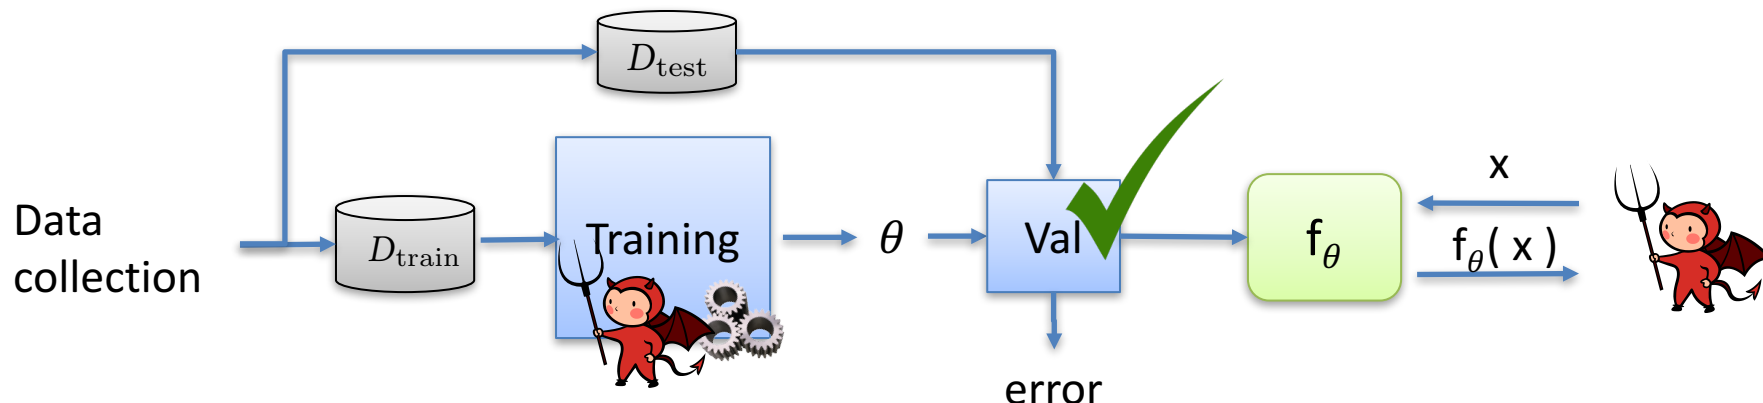 D_test
Data
collection
D_train
Training
θ
Val
f_θ
x
f_θ( x )
error